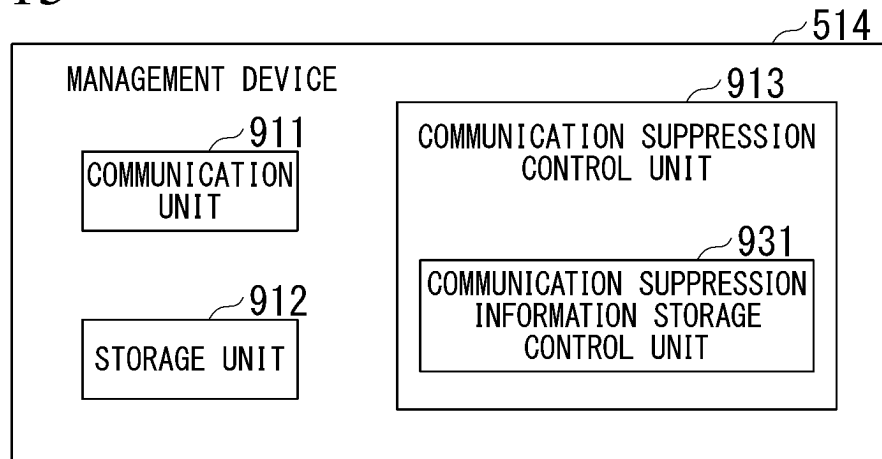 514
MANAGEMENT DEVICE
911
COMMUNICATION
UNIT
912
STORAGE UNIT
913
COMMUNICATION SUPPRESSION
CONTROL UNIT
931
COMMUNICATION SUPPRESSION
INFORMATION STORAGE
CONTROL UNIT